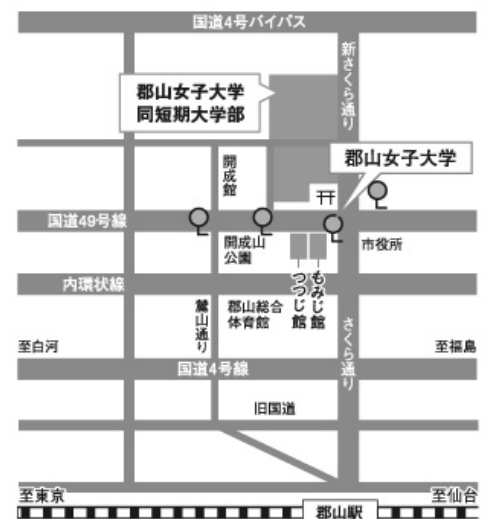 国道4号バイパス
新さくら通り
郡山女子大学
同短期大学部
開成館
郡山女子大学
国道49号線
開成山
公園
市役所
内環状線
つつじ館
もみじ館
鷲山通り
郡山総合
体育館
さくら通り
至白河
至福島
国道4号線
旧国道
至東京
至仙台
郡山駅